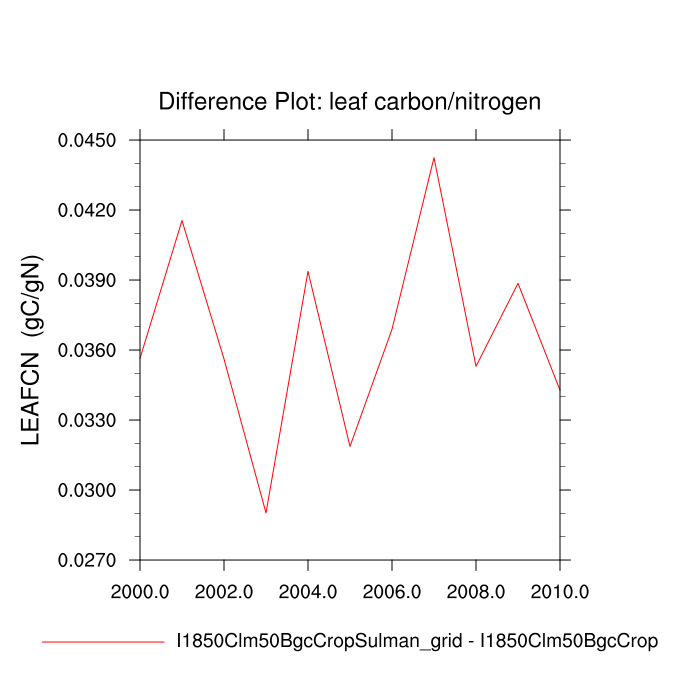 Difference Plot: leaf carbon/nitrogen
LEAFCN (gC/gN)
0.0450
0.0420
0.0390
0.0360
0.0330
0.0300
0.0270
2000.0 2002.0 2004.0 2006.0 2008.0 2010.0
I1850Clm50BgcCropSulman_grid - I1850Clm50BgcCrop